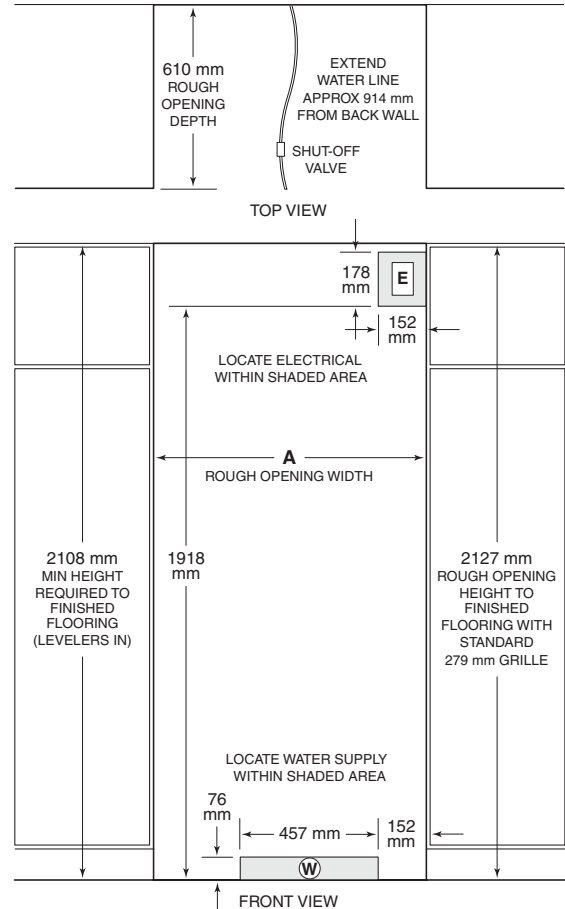 610 mm
ROUGH
OPENING
DEPTH
EXTEND
WATER LINE
APPROX 914 mm
FROM BACK WALL
SHUT-OFF
VALVE
TOP VIEW
178
mm
E
152
mm
LOCATE ELECTRICAL
WITHIN SHADED AREA
A
ROUGH OPENING WIDTH
2108 mm
MIN HEIGHT
REQUIRED TO
FINISHED
FLOORING
(LEVELERS IN)
1918
mm
2127 mm
ROUGH OPENING
HEIGHT TO
FINISHED
FLOORING WITH
STANDARD
279 mm GRILLE
LOCATE WATER SUPPLY
WITHIN SHADED AREA
76
mm
457 mm
152
mm
W
FRONT VIEW